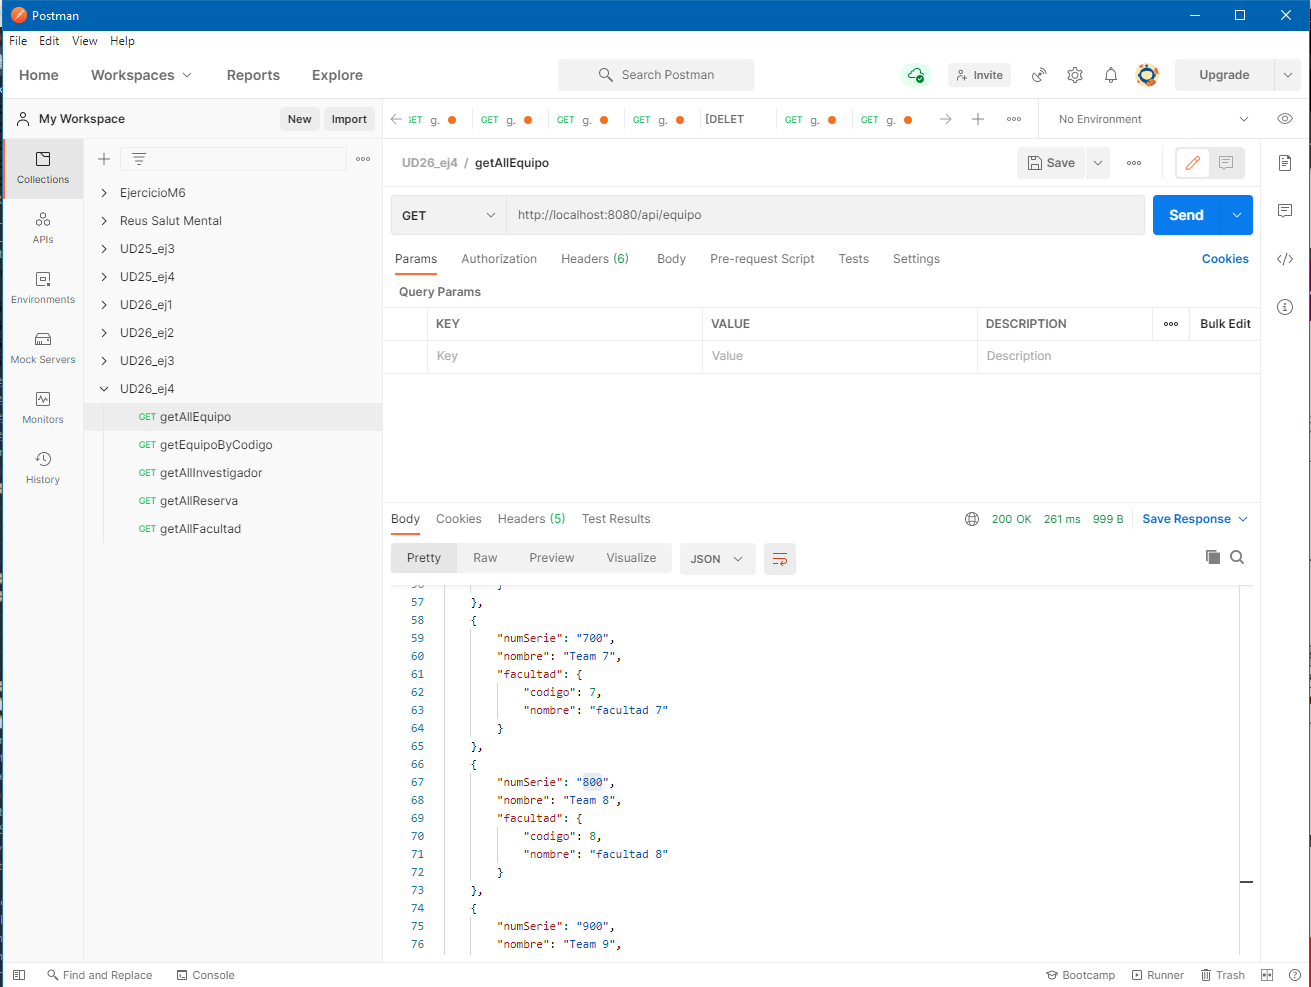 Postman
File Edit View Help
Home Workspaces Reports Explore
Search Postman
Invite
Upgrade
My Workspace
New Import
GET g. GET g. GET g. [DELET GET g. GET g.
No Environment
Collections
APIs
Environments
Mock Servers
Monitors
History
EjercicioM6
Reus Salut Mental
UD25_ej3
UD25_ej4
UD26_ej1
UD26_ej2
UD26_ej3
UD26_ej4
GET getAllEquipo
GET getEquipoByCodigo
GET getAllInvestigador
GET getAllReserva
GET getAllFacultad
UD26_ej4 / getAllEquipo
Save
GET http://localhost:8080/api/equipo
Send
Params Authorization Headers (6) Body Pre-request Script Tests Settings Cookies
Query Params
KEY VALUE DESCRIPTION Bulk Edit
Key Value Description
Body Cookies Headers (5) Test Results 200 OK 261 ms 999 B Save Response
Pretty Raw Preview Visualize JSON
57 },
58 {
59 "numSerie": "700",
60 "nombre": "Team 7",
61 "facultad": {
62 "codigo": 7,
63 "nombre": "facultad 7"
64 }
65 },
66 {
67 "numSerie": "800",
68 "nombre": "Team 8",
69 "facultad": {
70 "codigo": 8,
71 "nombre": "facultad 8"
72 }
73 },
74 {
75 "numSerie": "900",
76 "nombre": "Team 9",
Find and Replace Console Bootcamp Runner Trash